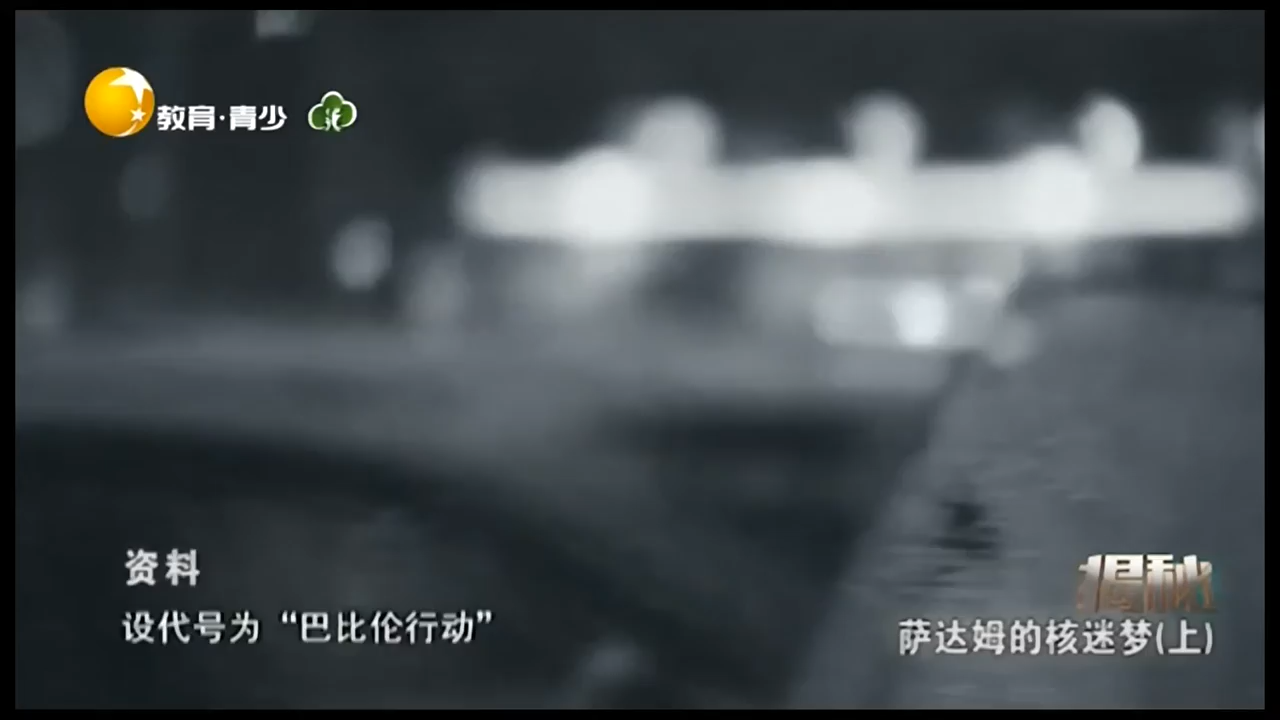 教育·青少
资料
设代号为“巴比伦行动”
揭秘
萨达姆的核迷梦(上)